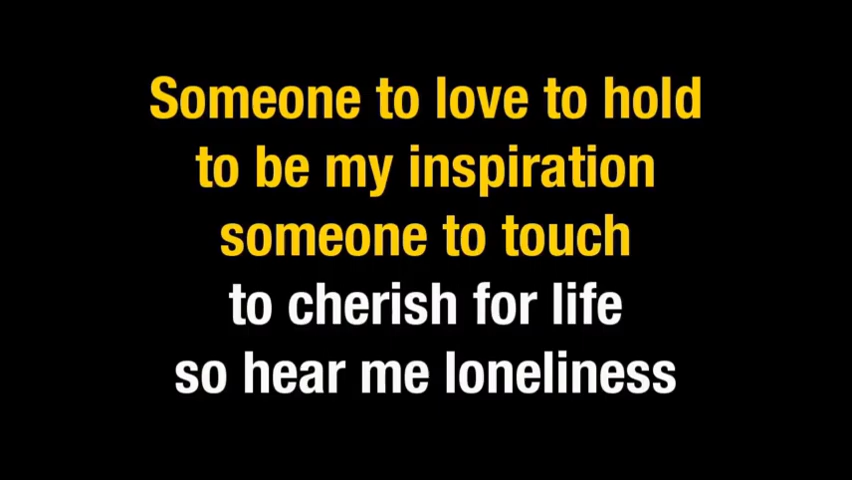 Someone to love to hold
to be my inspiration
someone to touch
to cherish for life
so hear me loneliness